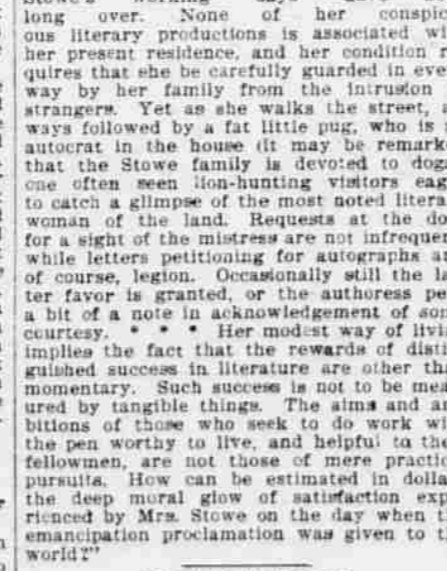 long over. None of her conspic
ous literary productions is associated wi
her present residence, and her condition r
quires that she be carefully guarded in eve
way by her family from the intrusion
strangers. Yet as she walks the street,
ways followed by a fat little pug, who is
autocrat in the house (it may be remark
that the Stowe family is devoted to dogs
one often seen lion-hunting visitors eag
to catch a glimpse of the most noted litera
woman of the land. Requests at the do
for a sight of the mistress are not infrequen
while letters petitioning for autographs a
of course, legion. Occasionally still the la
ter favor is granted, or the authoress pe
a bit of a note in acknowledgement of som
courtesy. * * * Her modest way of livi
implies the fact that the rewards of disti
guished success in literature are other tha
momentary. Such success is not to be mea
ured by tangible things. The aims and a
bitions of those who seek to do work wi
the pen worthy to live, and helpful to the
fellowmen, are not those of mere practic
pursuits. How can be estimated in dolla
the deep moral glow of satisfaction exp
rienced by Mrs. Stowe on the day when t
emancipation proclamation was given to th
world?"